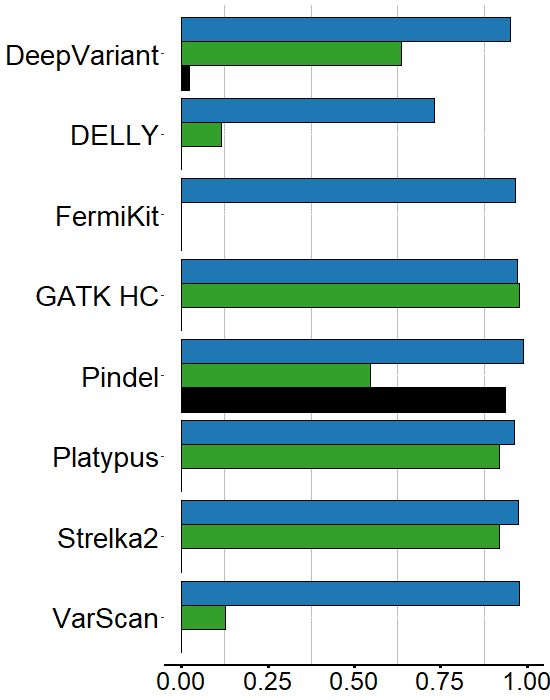 DeepVariant
DELLY
FermiKit
GATK HC
Pindel
Platypus
Strelka2
VarScan
0.00 0.25 0.50 0.75 1.00